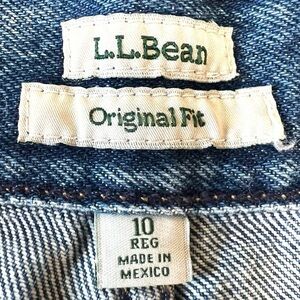 L.L.Bean
Original Fit
10
REG
MADE IN
MEXICO